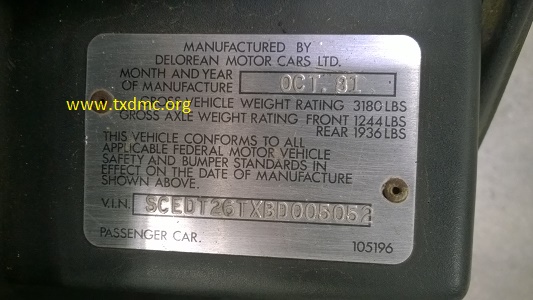 MANUFACTURED BY
DELOREAN MOTOR CARS LTD.
MONTH AND YEAR
OF MANUFACTURE OCT. 81
GROSS VEHICLE WEIGHT RATING 3180 LBS
GROSS AXLE WEIGHT RATING FRONT 1244 LBS
REAR 1936 LBS
www.txdmc.org
THIS VEHICLE CONFORMS TO ALL
APPLICABLE FEDERAL MOTOR VEHICLE
SAFETY AND BUMPER STANDARDS IN
EFFECT ON THE DATE OF MANUFACTURE
SHOWN ABOVE.
V.I.N. SCEDT26TXBD005052
PASSENGER CAR. 105196